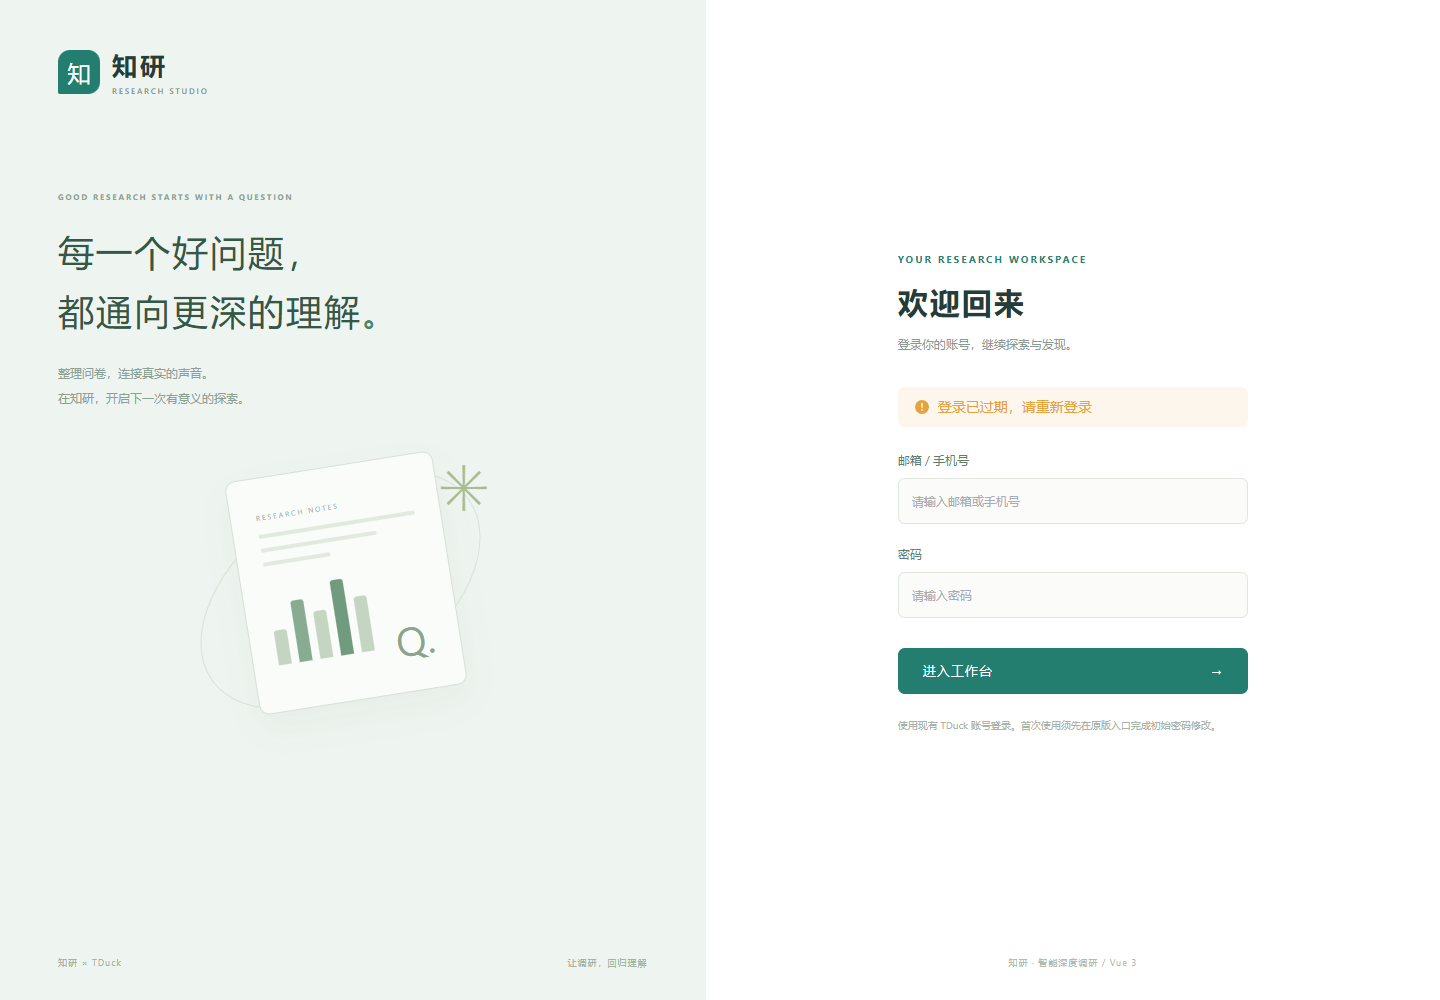 知
知研
RESEARCH STUDIO
GOOD RESEARCH STARTS WITH A QUESTION
每一个好问题，
都通向更深的理解。
整理问卷，连接真实的声音。
在知研，开启下一次有意义的探索。
RESEARCH NOTES
Q.
知研 × TDuck
让调研，回归理解
YOUR RESEARCH WORKSPACE
欢迎回来
登录你的账号，继续探索与发现。
登录已过期，请重新登录
邮箱 / 手机号
请输入邮箱或手机号
密码
请输入密码
进入工作台 →
使用现有 TDuck 账号登录。首次使用须先在原版入口完成初始密码修改。
知研 · 智能深度调研 / Vue 3